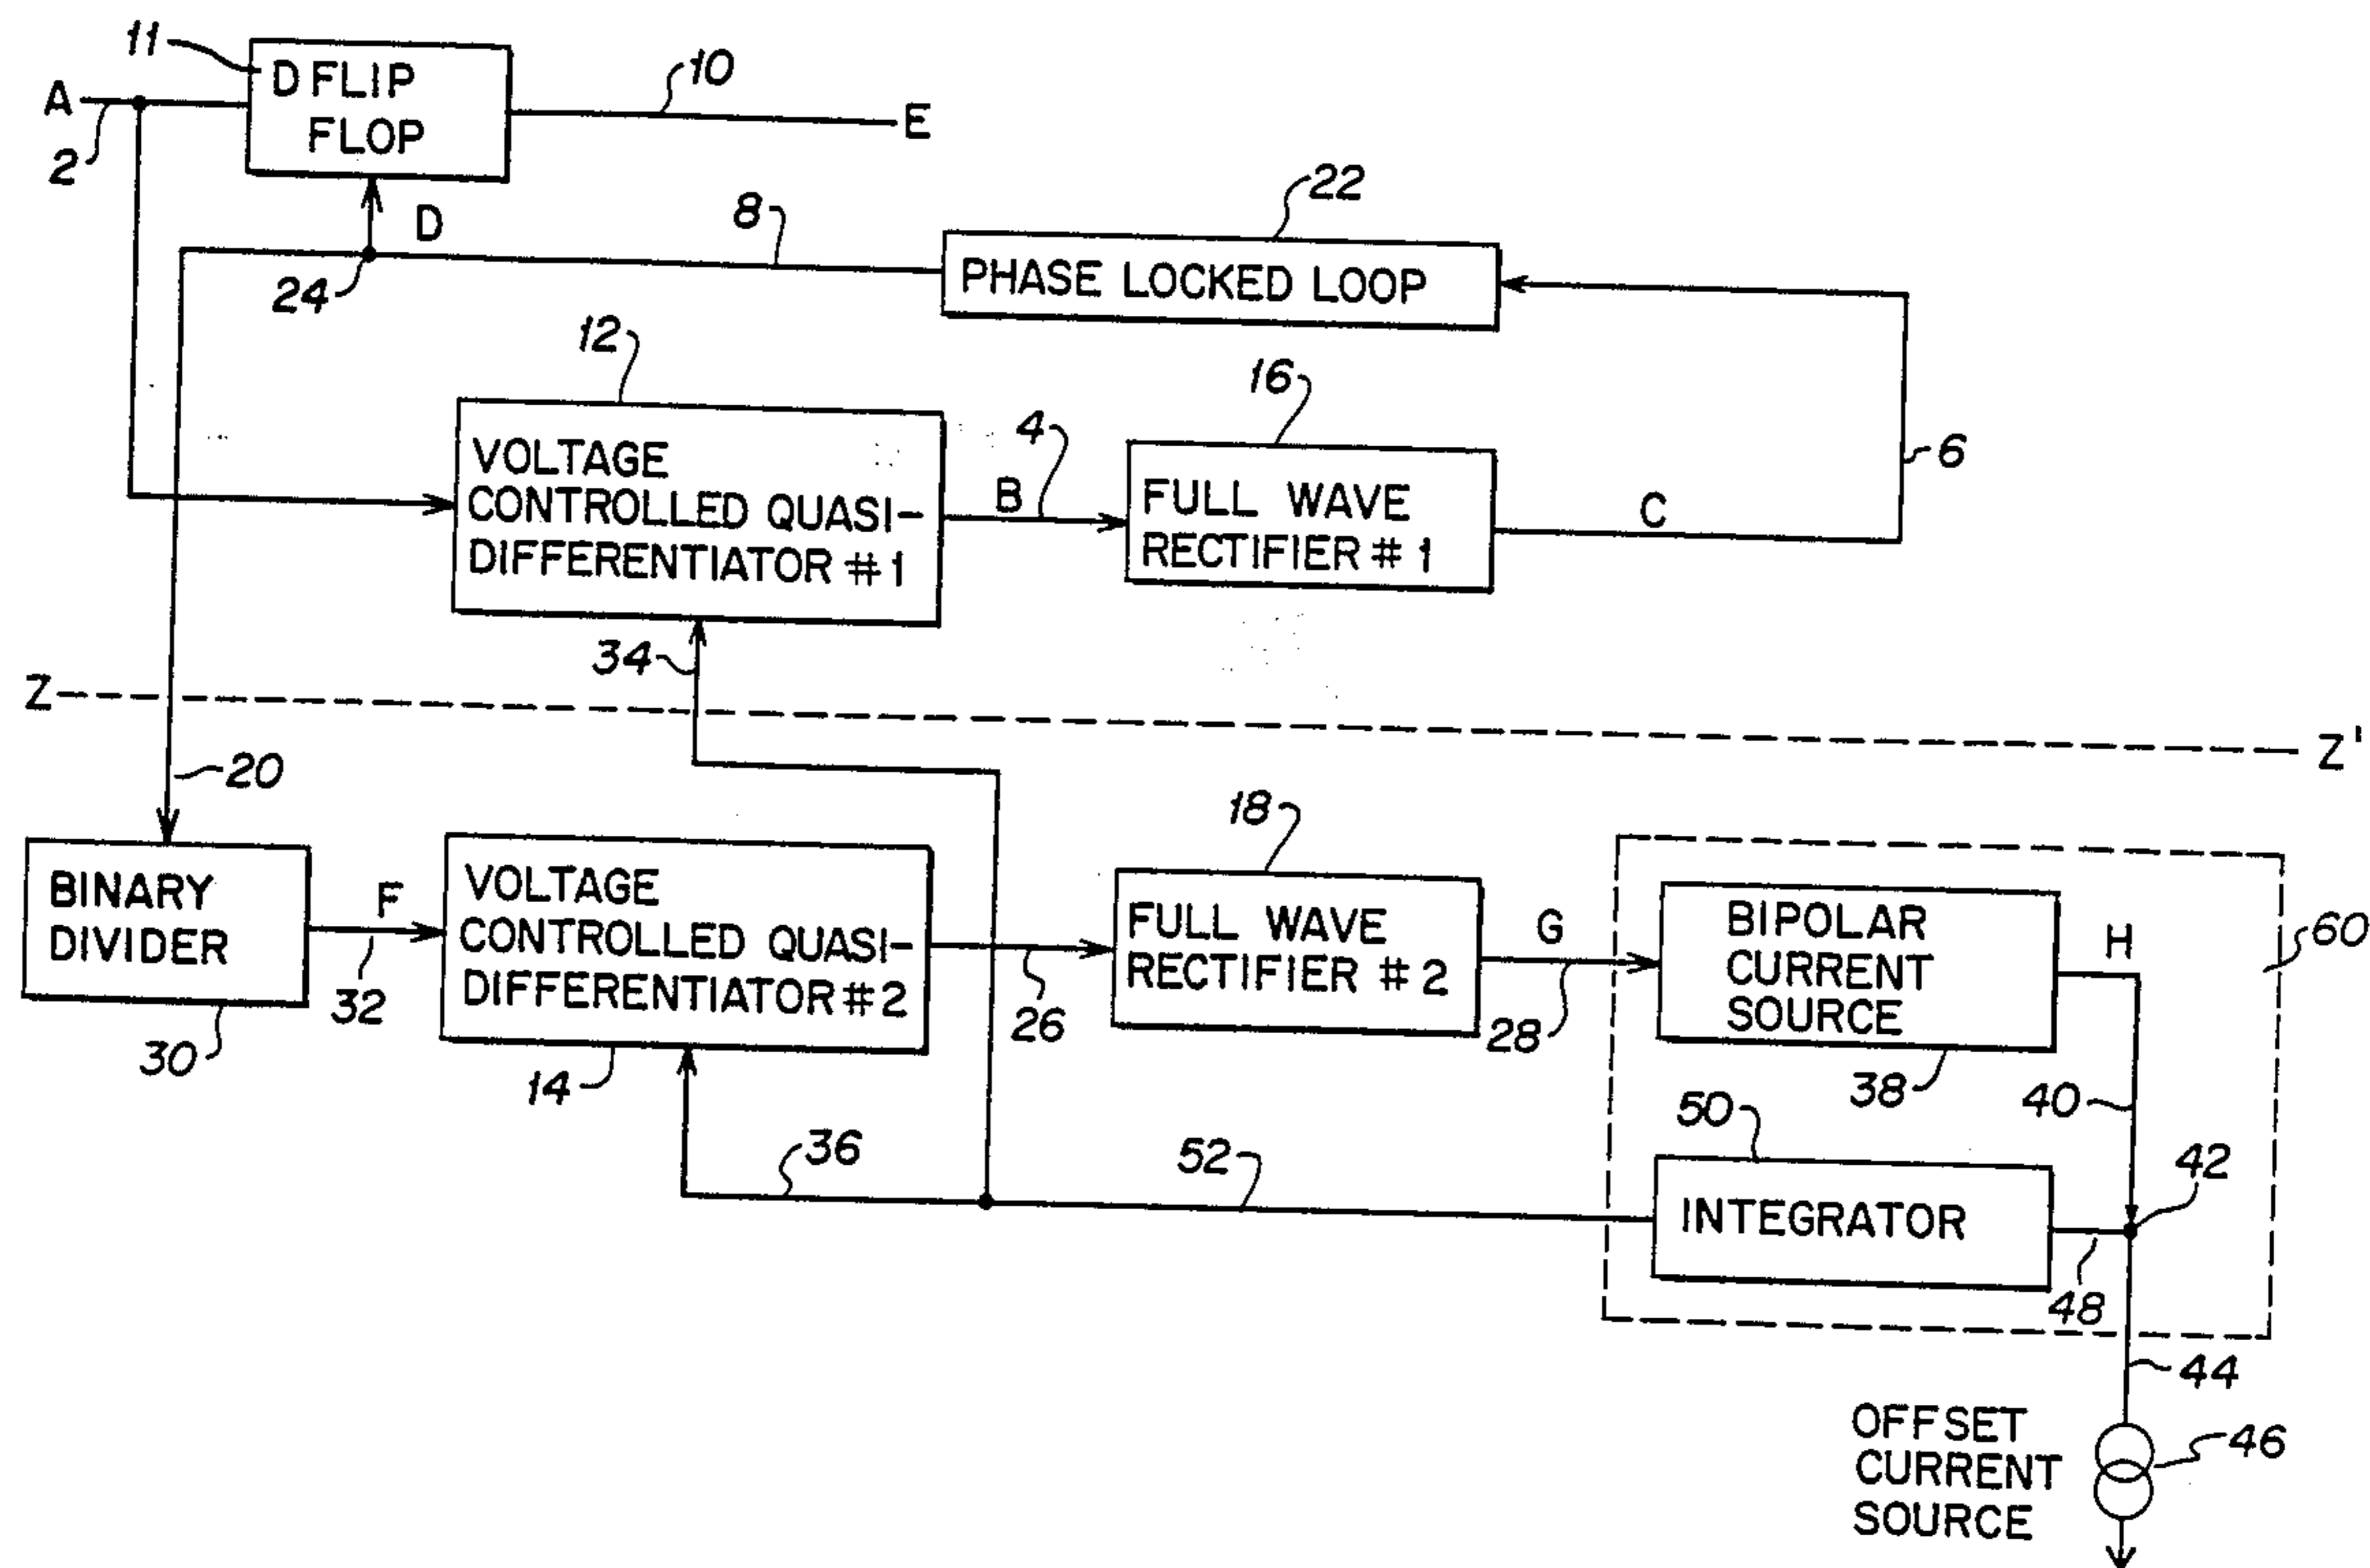 11
D FLIP
FLOP
10
A
E
2
22
8
D
PHASE LOCKED LOOP
24
12
16
4
6
VOLTAGE
CONTROLLED QUASI-
DIFFERENTIATOR #1
B
FULL WAVE
RECTIFIER #1
C
34
Z
Z'
20
18
BINARY
DIVIDER
F
VOLTAGE
CONTROLLED QUASI-
DIFFERENTIATOR #2
FULL WAVE
RECTIFIER #2
G
BIPOLAR
CURRENT
SOURCE
H
60
32
26
28
30
14
38
40
50
36
52
42
INTEGRATOR
48
44
OFFSET
CURRENT
SOURCE
46